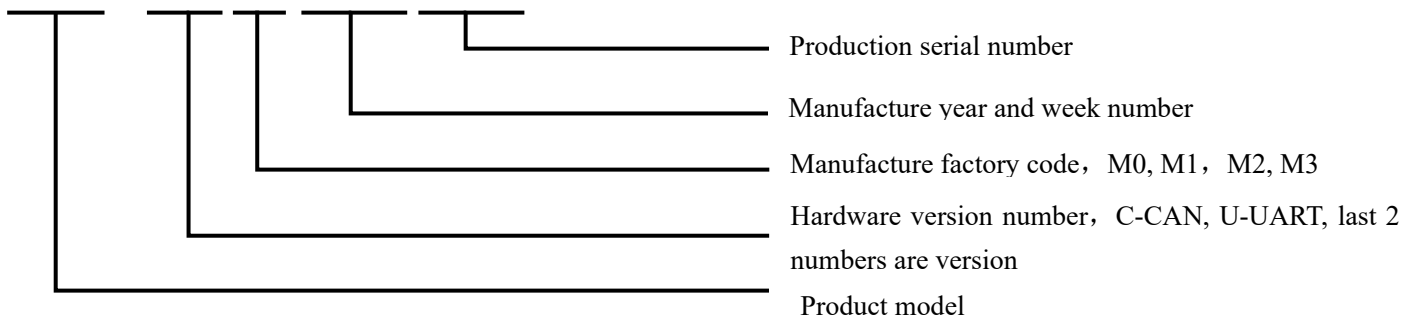 Production serial number
Manufacture year and week number
Manufacture factory code，M0, M1，M2, M3
Hardware version number，C-CAN, U-UART, last 2
numbers are version
Product model